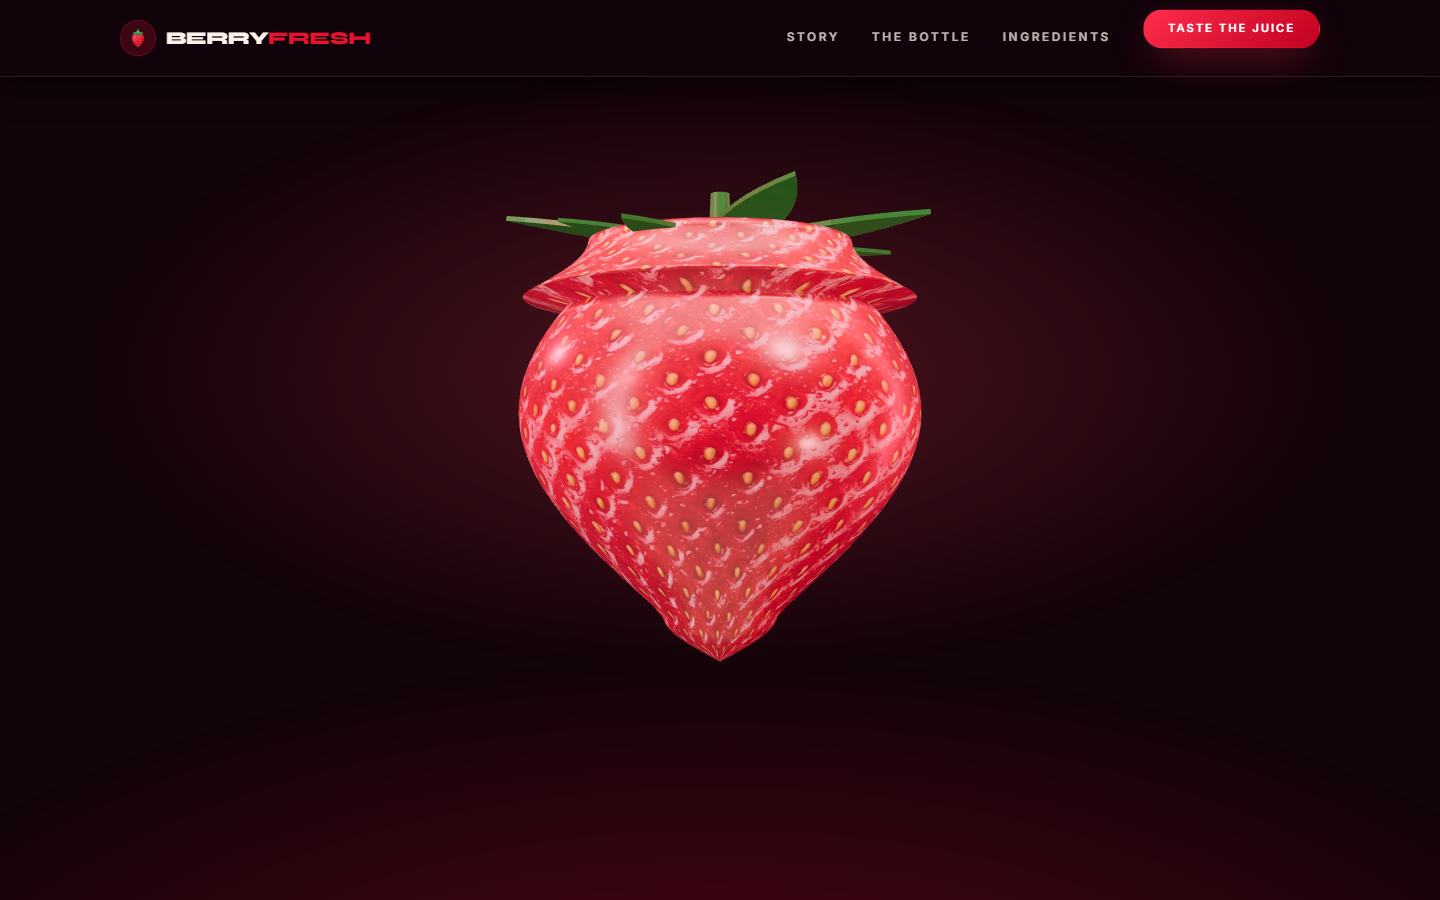 BERRYFRESH
STORY
THE BOTTLE
INGREDIENTS
TASTE THE JUICE